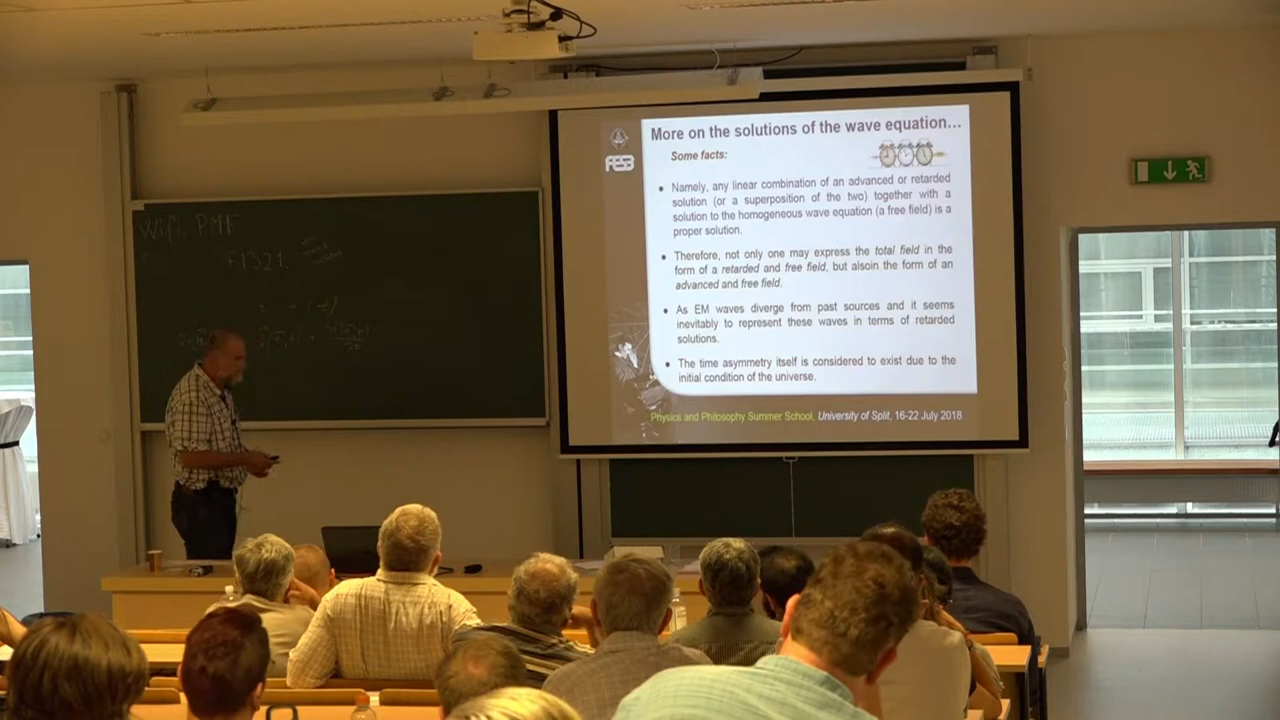 More on the solutions of the wave equation…
FESB
Some facts:
• Namely, any linear combination of an advanced or retarded
solution (or a superposition of the two) together with a
solution to the homogeneous wave equation (a free field) is a
proper solution.
• Therefore, not only one may express the total field in the
form of a retarded and free field, but alsoin the form of an
advanced and free field.
• As EM waves diverge from past sources and it seems
inevitably to represent these waves in terms of retarded
solutions.
• The time asymmetry itself is considered to exist due to the
initial condition of the universe.
Physics and Philosophy Summer School, University of Split, 16-22 July 2018
WiFi: PMF